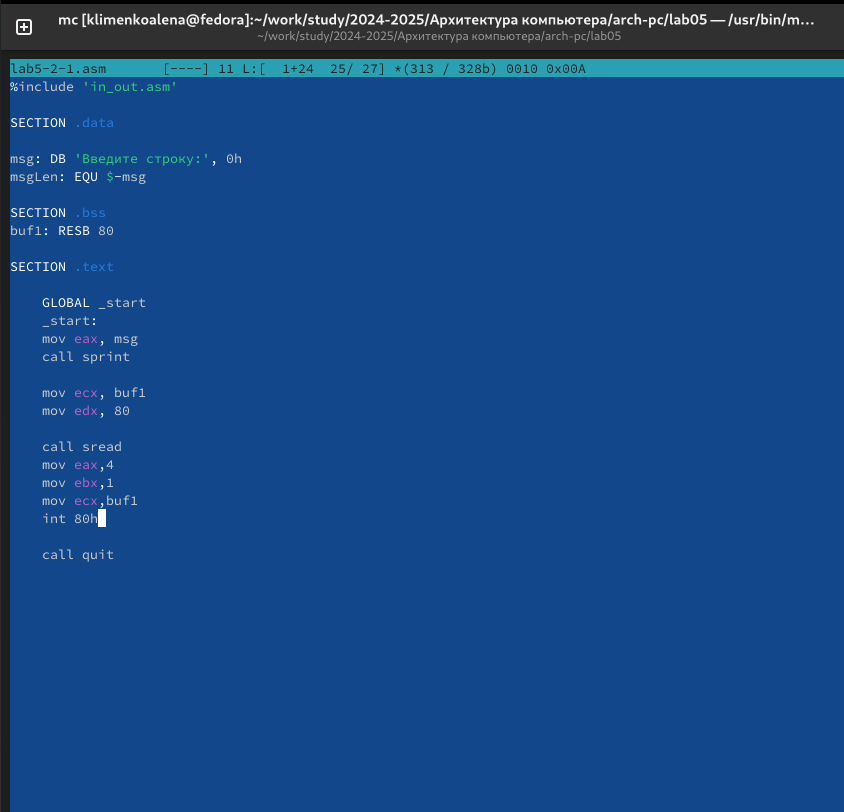 mc [klimenkoalena@fedora]:~/work/study/2024-2025/Архитектура компьютера/arch-pc/lab05 — /usr/bin/m...
~/work/study/2024-2025/Архитектура компьютера/arch-pc/lab05
lab5-2-1.asm       [----] 11 L:[  1+24  25/ 27] *(313 / 328b) 0010 0x00A
%include 'in_out.asm'
SECTION .data
msg: DB 'Введите строку:', 0h
msgLen: EQU $-msg
SECTION .bss
buf1: RESB 80
SECTION .text
GLOBAL _start
_start:
mov eax, msg
call sprint
mov ecx, buf1
mov edx, 80
call sread
mov eax,4
mov ebx,1
mov ecx,buf1
int 80h
call quit